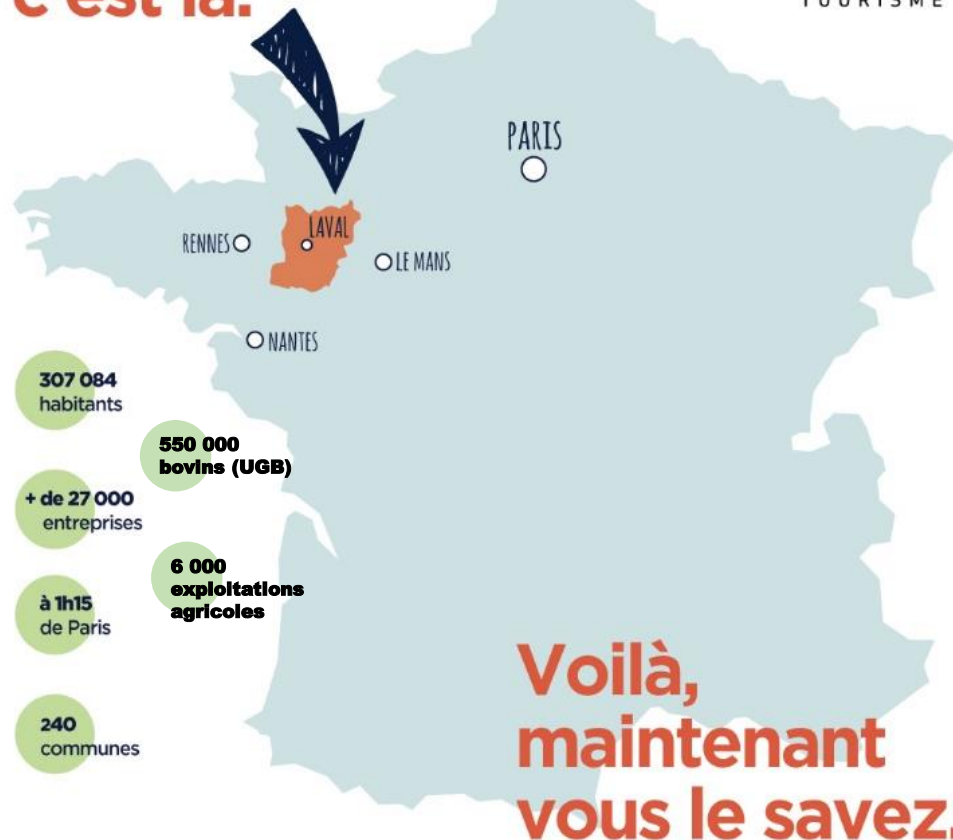 c'est là.
TOURISME
PARIS
LAVAL
RENNES
LE MANS
NANTES
307 084
habitants
550 000
bovins (UGB)
+ de 27 000
entreprises
6 000
exploitations
agricoles
à 1h15
de Paris
240
communes
Voilà,
maintenant
vous le savez.